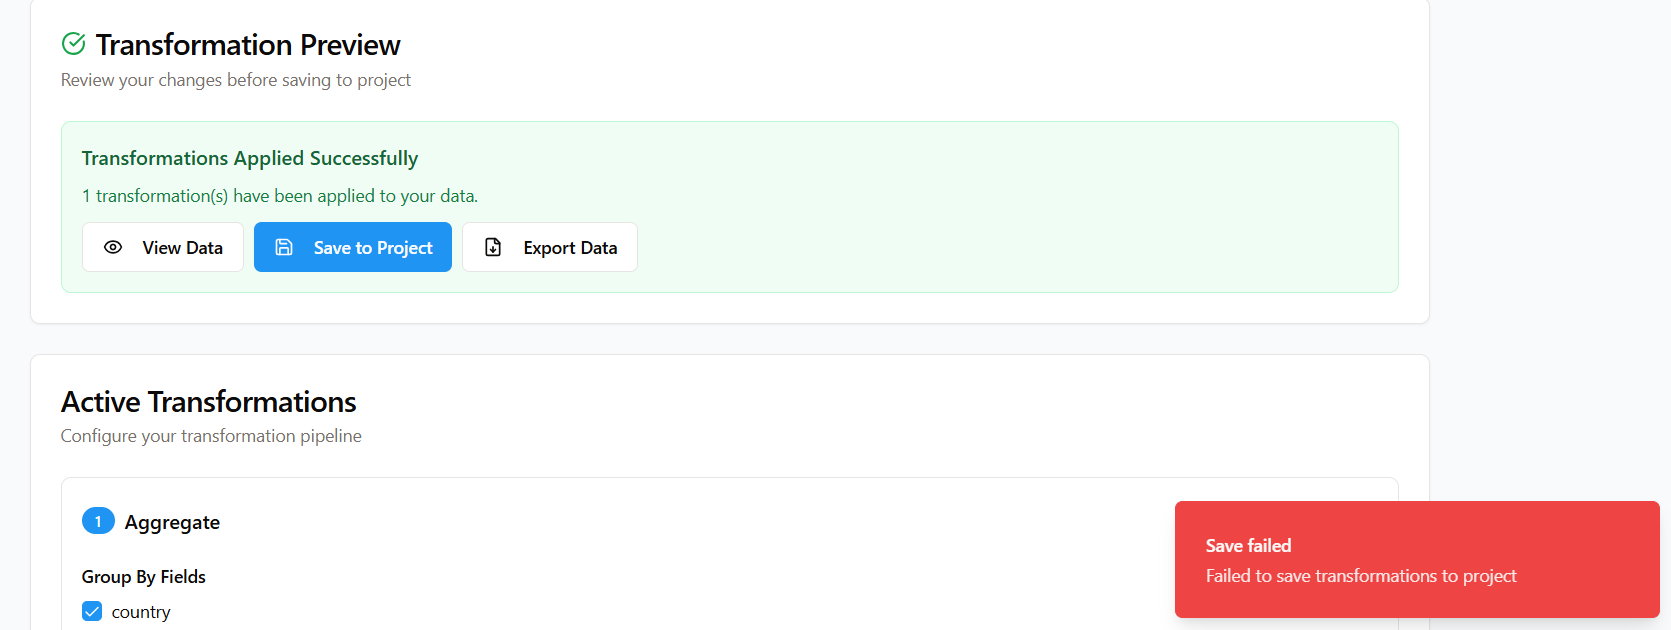 Transformation Preview
Review your changes before saving to project
Transformations Applied Successfully
1 transformation(s) have been applied to your data.
View Data
Save to Project
Export Data
Active Transformations
Configure your transformation pipeline
1 Aggregate
Group By Fields
country
Save failed
Failed to save transformations to project